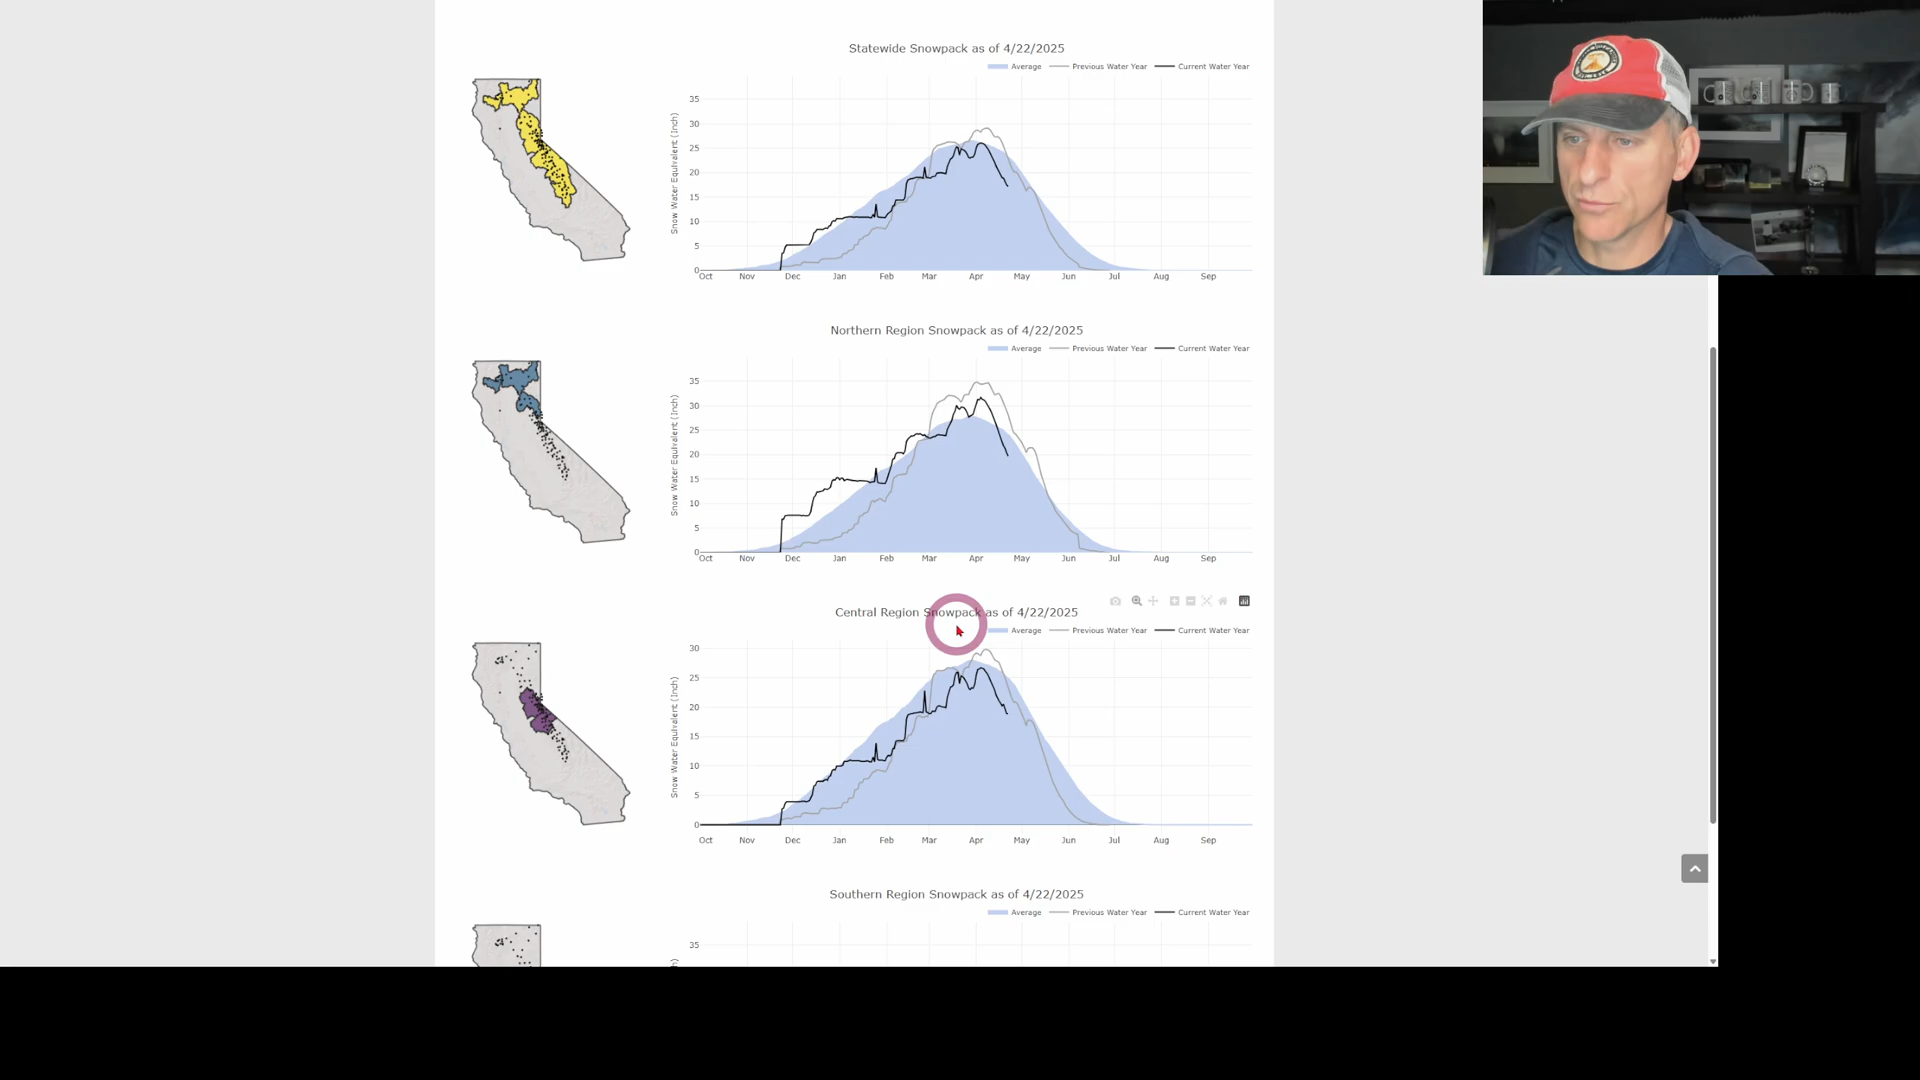 Statewide Snowpack as of 4/22/2025
Average Previous Water Year Current Water Year
Snow Water Equivalent (Inch)
35
30
25
20
15
10
5
0
Oct Nov Dec Jan Feb Mar Apr May Jun Jul Aug Sep
Northern Region Snowpack as of 4/22/2025
Average Previous Water Year Current Water Year
Snow Water Equivalent (Inch)
35
30
25
20
15
10
5
0
Oct Nov Dec Jan Feb Mar Apr May Jun Jul Aug Sep
Central Region Snowpack as of 4/22/2025
Average Previous Water Year Current Water Year
Snow Water Equivalent (Inch)
30
25
20
15
10
5
0
Oct Nov Dec Jan Feb Mar Apr May Jun Jul Aug Sep
Southern Region Snowpack as of 4/22/2025
Average Previous Water Year Current Water Year
35